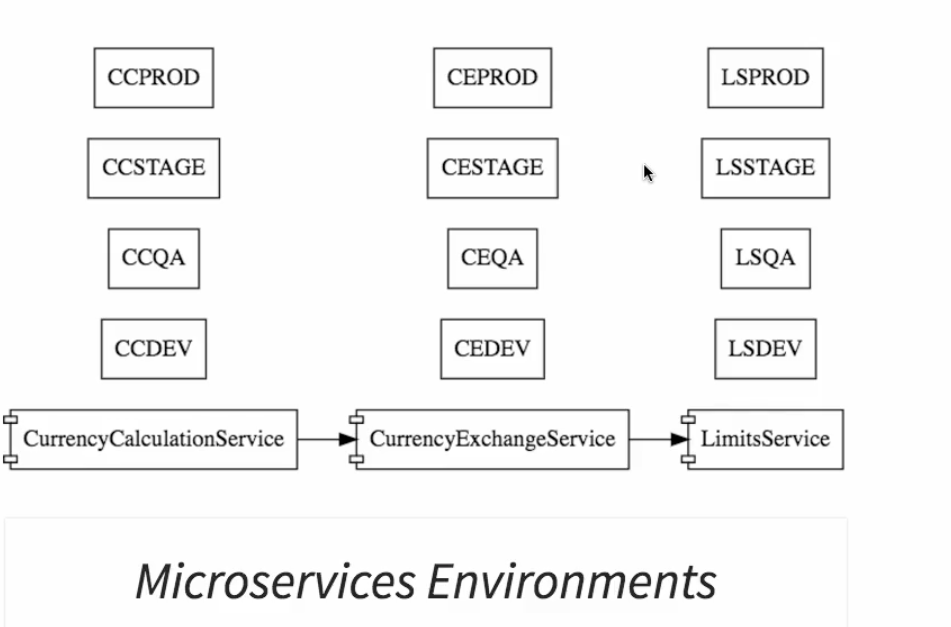 CCPROD CEPROD LSPROD
CCSTAGE CESTAGE LSSTAGE
CCQA CEQA LSQA
CCDEV CEDEV LSDEV
CurrencyCalculationService CurrencyExchangeService LimitsService
Microservices Environments